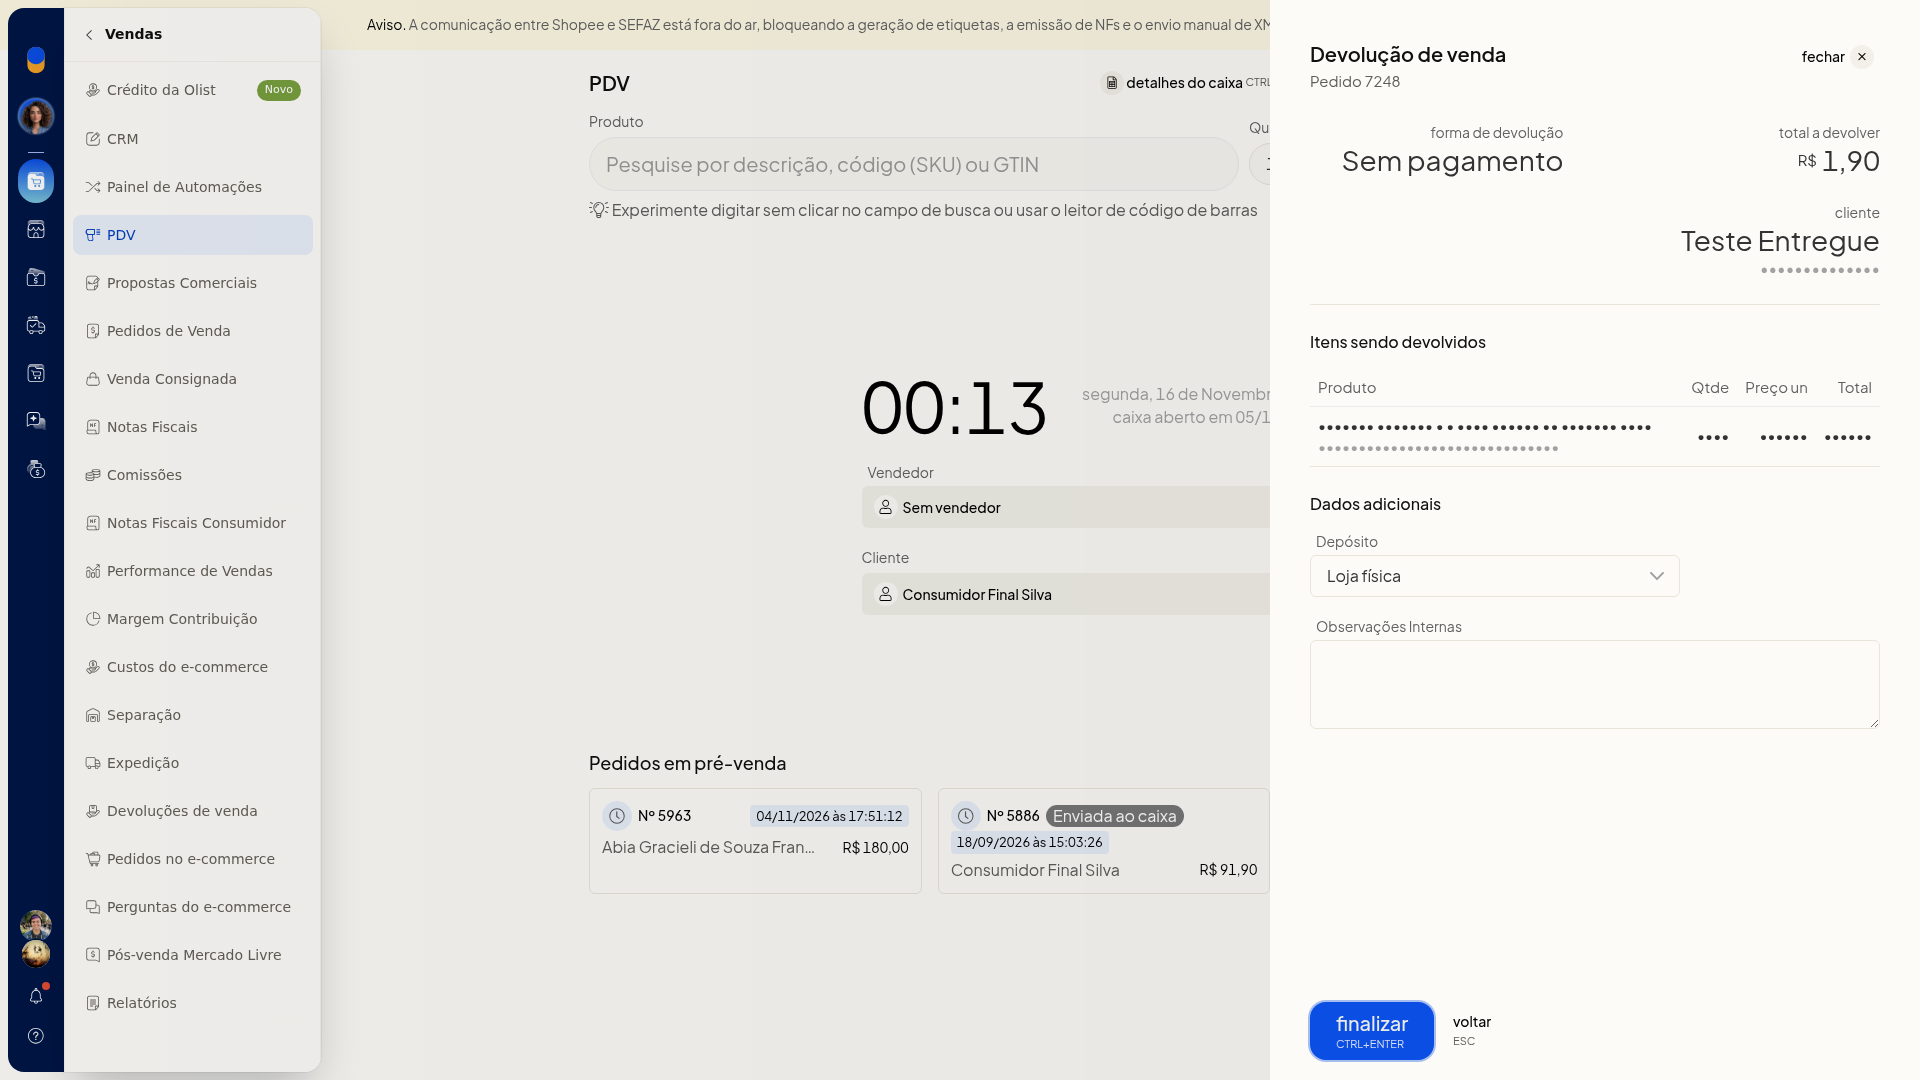 Vendas
Crédito da Olist
Novo
CRM
Painel de Automações
PDV
Propostas Comerciais
Pedidos de Venda
Venda Consignada
Notas Fiscais
Comissões
Notas Fiscais Consumidor
Performance de Vendas
Margem Contribuição
Custos do e-commerce
Separação
Expedição
Devoluções de venda
Pedidos no e-commerce
Perguntas do e-commerce
Pós-venda Mercado Livre
Relatórios
Aviso. A comunicação entre Shopee e SEFAZ está fora do ar, bloqueando a geração de etiquetas, a emissão de NFs e o envio manual de XM
PDV
detalhes do caixa CTRL
Produto
Qu
Pesquise por descrição, código (SKU) ou GTIN
1
Experimente digitar sem clicar no campo de busca ou usar o leitor de código de barras
00:13
segunda, 16 de Novembr
caixa aberto em 05/1
Vendedor
Sem vendedor
Cliente
Consumidor Final Silva
Pedidos em pré-venda
Nº 5963
04/11/2026 às 17:51:12
Abia Gracieli de Souza Fran...
R$ 180,00
Nº 5886
Enviada ao caixa
18/09/2026 às 15:03:26
Consumidor Final Silva
R$ 91,90
Devolução de venda
fechar
Pedido 7248
forma de devolução
Sem pagamento
total a devolver
R$ 1,90
cliente
Teste Entregue
Itens sendo devolvidos
Produto Qtde Preço un Total
Dados adicionais
Depósito
Loja física
Observações Internas
finalizar
CTRL+ENTER
voltar
ESC